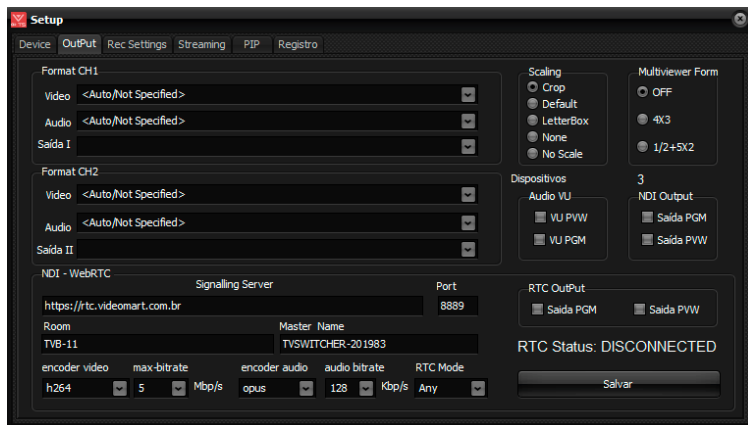 Setup
Device OutPut Rec Settings Streaming PIP Registro
Format CH1
Video <Auto/Not Specified>
Audio <Auto/Not Specified>
Saída I
Format CH2
Video <Auto/Not Specified>
Audio <Auto/Not Specified>
Saída II
Scaling
Crop
Default
LetterBox
None
No Scale
Multiviewer Form
OFF
4X3
1/2+5X2
Dispositivos 3
Audio VU
VU PVW
VU PGM
NDI Output
Saída PGM
Saída PVW
NDI - WebRTC
Signalling Server Port
https://rtc.videomart.com.br 8889
Room Master Name
TVB-11 TVSWITCHER-201983
encoder video max-bitrate encoder audio audio bitrate RTC Mode
h264 5 Mbp/s opus 128 Kbp/s Any
RTC OutPut
Saida PGM Saida PVW
RTC Status: DISCONNECTED
Salvar